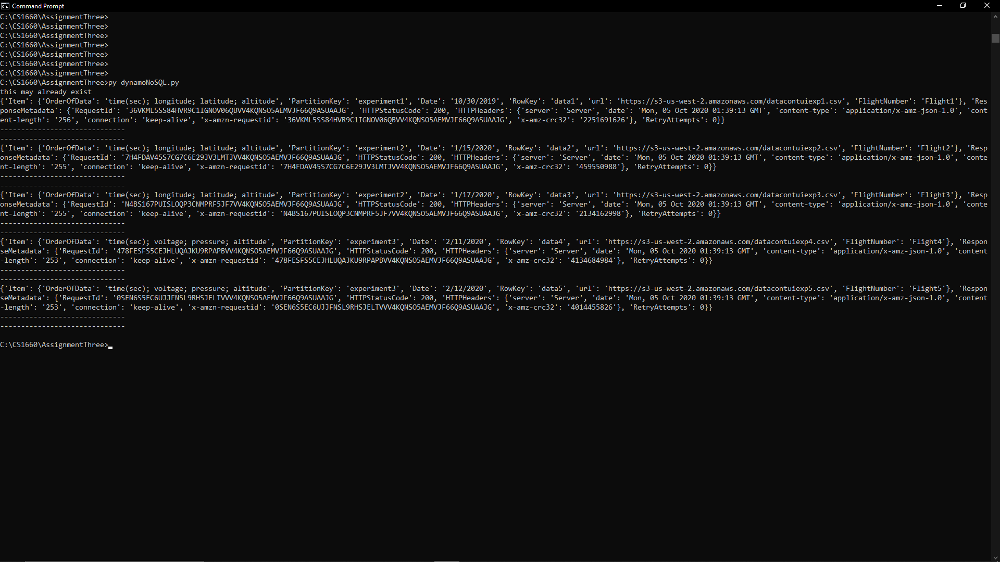 Command Prompt
C:\CS1660\AssignmentThree>
C:\CS1660\AssignmentThree>
C:\CS1660\AssignmentThree>
C:\CS1660\AssignmentThree>
C:\CS1660\AssignmentThree>
C:\CS1660\AssignmentThree>
C:\CS1660\AssignmentThree>
C:\CS1660\AssignmentThree>py dynamoNoSQL.py
this may already exist
{'Item': {'OrderOfData': 'time(sec); longitude; latitude; altitude', 'PartitionKey': 'experiment1', 'Date': '10/30/2019', 'RowKey': 'data1', 'url': 'https://s3-us-west-2.amazonaws.com/datacontuiexp1.csv', 'FlightNumber': 'Flight1'}, 'Res
ponseMetadata': {'RequestId': '36VKML5SS84HVR9C1IGNOV06QBVV4KQNSO5AEMVJF66Q9ASUAAJG', 'HTTPStatusCode': 200, 'HTTPHeaders': {'server': 'Server', 'date': 'Mon, 05 Oct 2020 01:39:13 GMT', 'content-type': 'application/x-amz-json-1.0', 'cont
ent-length': '256', 'connection': 'keep-alive', 'x-amzn-requestid': '36VKML5SS84HVR9C1IGNOV06QBVV4KQNSO5AEMVJF66Q9ASUAAJG', 'x-amz-crc32': '2251691626'}, 'RetryAttempts': 0}}
------------------------------
------------------------------
{'Item': {'OrderOfData': 'time(sec); longitude; latitude; altitude', 'PartitionKey': 'experiment2', 'Date': '1/15/2020', 'RowKey': 'data2', 'url': 'https://s3-us-west-2.amazonaws.com/datacontuiexp2.csv', 'FlightNumber': 'Flight2'}, 'Resp
onseMetadata': {'RequestId': '7H4FDAV45S7CG7C6E29JV3LMTJVV4KQNSO5AEMVJF66Q9ASUAAJG', 'HTTPStatusCode': 200, 'HTTPHeaders': {'server': 'Server', 'date': 'Mon, 05 Oct 2020 01:39:13 GMT', 'content-type': 'application/x-amz-json-1.0', 'conte
nt-length': '255', 'connection': 'keep-alive', 'x-amzn-requestid': '7H4FDAV45S7CG7C6E29JV3LMTJVV4KQNSO5AEMVJF66Q9ASUAAJG', 'x-amz-crc32': '459550988'}, 'RetryAttempts': 0}}
------------------------------
------------------------------
{'Item': {'OrderOfData': 'time(sec); longitude; latitude; altitude', 'PartitionKey': 'experiment2', 'Date': '1/17/2020', 'RowKey': 'data3', 'url': 'https://s3-us-west-2.amazonaws.com/datacontuiexp3.csv', 'FlightNumber': 'Flight3'}, 'Resp
onseMetadata': {'RequestId': 'N4BS167PUISLOQP3CNMPRF5JF7VV4KQNSO5AEMVJF66Q9ASUAAJG', 'HTTPStatusCode': 200, 'HTTPHeaders': {'server': 'Server', 'date': 'Mon, 05 Oct 2020 01:39:13 GMT', 'content-type': 'application/x-amz-json-1.0', 'conte
nt-length': '255', 'connection': 'keep-alive', 'x-amzn-requestid': 'N4BS167PUISLOQP3CNMPRF5JF7VV4KQNSO5AEMVJF66Q9ASUAAJG', 'x-amz-crc32': '2134162998'}, 'RetryAttempts': 0}}
------------------------------
------------------------------
{'Item': {'OrderOfData': 'time(sec); voltage; pressure; altitude', 'PartitionKey': 'experiment3', 'Date': '2/11/2020', 'RowKey': 'data4', 'url': 'https://s3-us-west-2.amazonaws.com/datacontuiexp4.csv', 'FlightNumber': 'Flight4'}, 'Respon
seMetadata': {'RequestId': '478FESFS5CEJHLUQAJKU9RPAPBVV4KQNSO5AEMVJF66Q9ASUAAJG', 'HTTPStatusCode': 200, 'HTTPHeaders': {'server': 'Server', 'date': 'Mon, 05 Oct 2020 01:39:13 GMT', 'content-type': 'application/x-amz-json-1.0', 'content
-length': '253', 'connection': 'keep-alive', 'x-amzn-requestid': '478FESFS5CEJHLUQAJKU9RPAPBVV4KQNSO5AEMVJF66Q9ASUAAJG', 'x-amz-crc32': '4134684984'}, 'RetryAttempts': 0}}
------------------------------
------------------------------
{'Item': {'OrderOfData': 'time(sec); voltage; pressure; altitude', 'PartitionKey': 'experiment3', 'Date': '2/12/2020', 'RowKey': 'data5', 'url': 'https://s3-us-west-2.amazonaws.com/datacontuiexp5.csv', 'FlightNumber': 'Flight5'}, 'Respon
seMetadata': {'RequestId': '0SEN6S5EC6UJJFNSL9RHSJELTVVV4KQNSO5AEMVJF66Q9ASUAAJG', 'HTTPStatusCode': 200, 'HTTPHeaders': {'server': 'Server', 'date': 'Mon, 05 Oct 2020 01:39:13 GMT', 'content-type': 'application/x-amz-json-1.0', 'content
-length': '253', 'connection': 'keep-alive', 'x-amzn-requestid': '0SEN6S5EC6UJJFNSL9RHSJELTVVV4KQNSO5AEMVJF66Q9ASUAAJG', 'x-amz-crc32': '4014455826'}, 'RetryAttempts': 0}}
------------------------------
------------------------------
C:\CS1660\AssignmentThree>